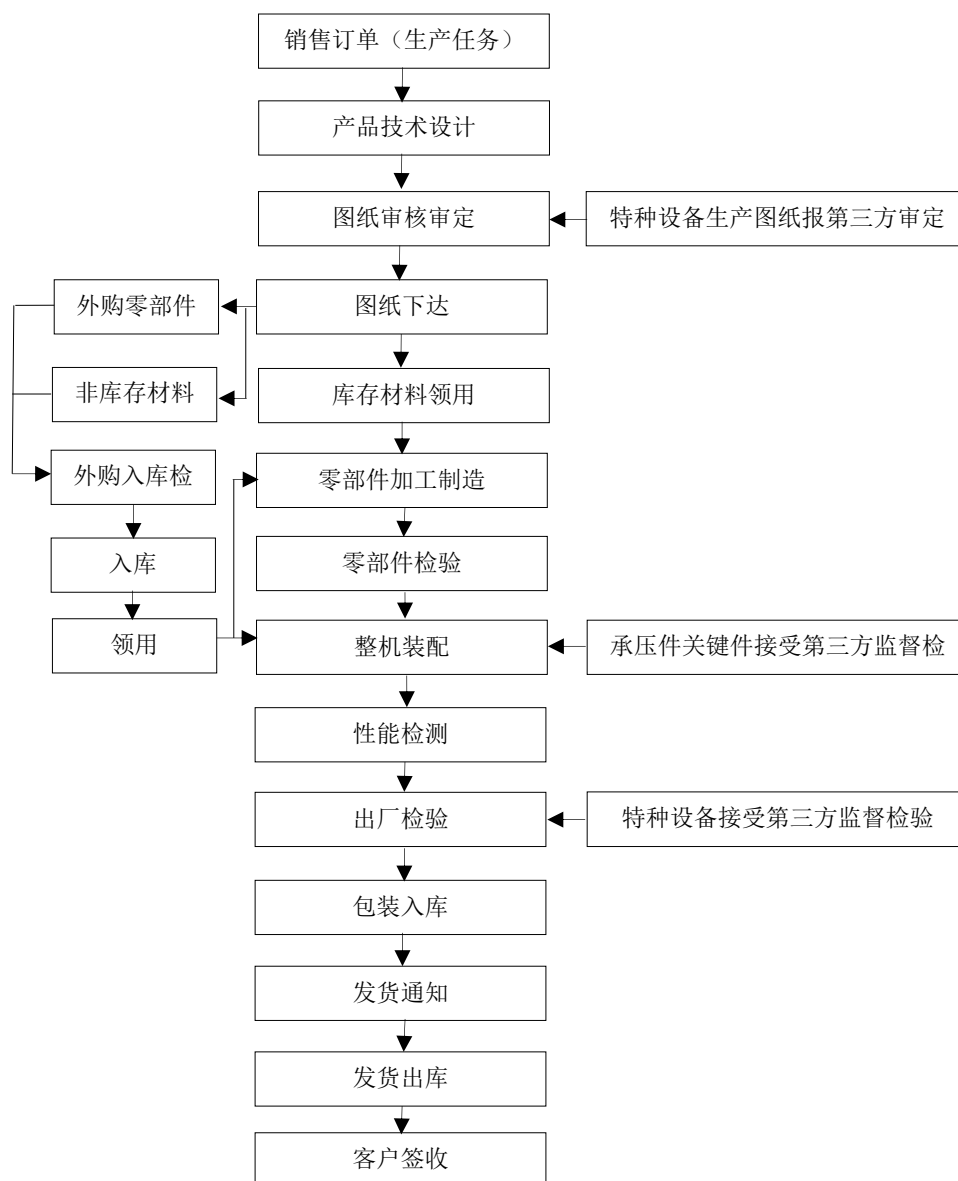 销售订单（生产任务）
产品技术设计
图纸审核审定
特种设备生产图纸报第三方审定
外购零部件
图纸下达
非库存材料
库存材料领用
外购入库检
零部件加工制造
入库
零部件检验
领用
整机装配
承压件关键件接受第三方监督检
性能检测
出厂检验
特种设备接受第三方监督检验
包装入库
发货通知
发货出库
客户签收